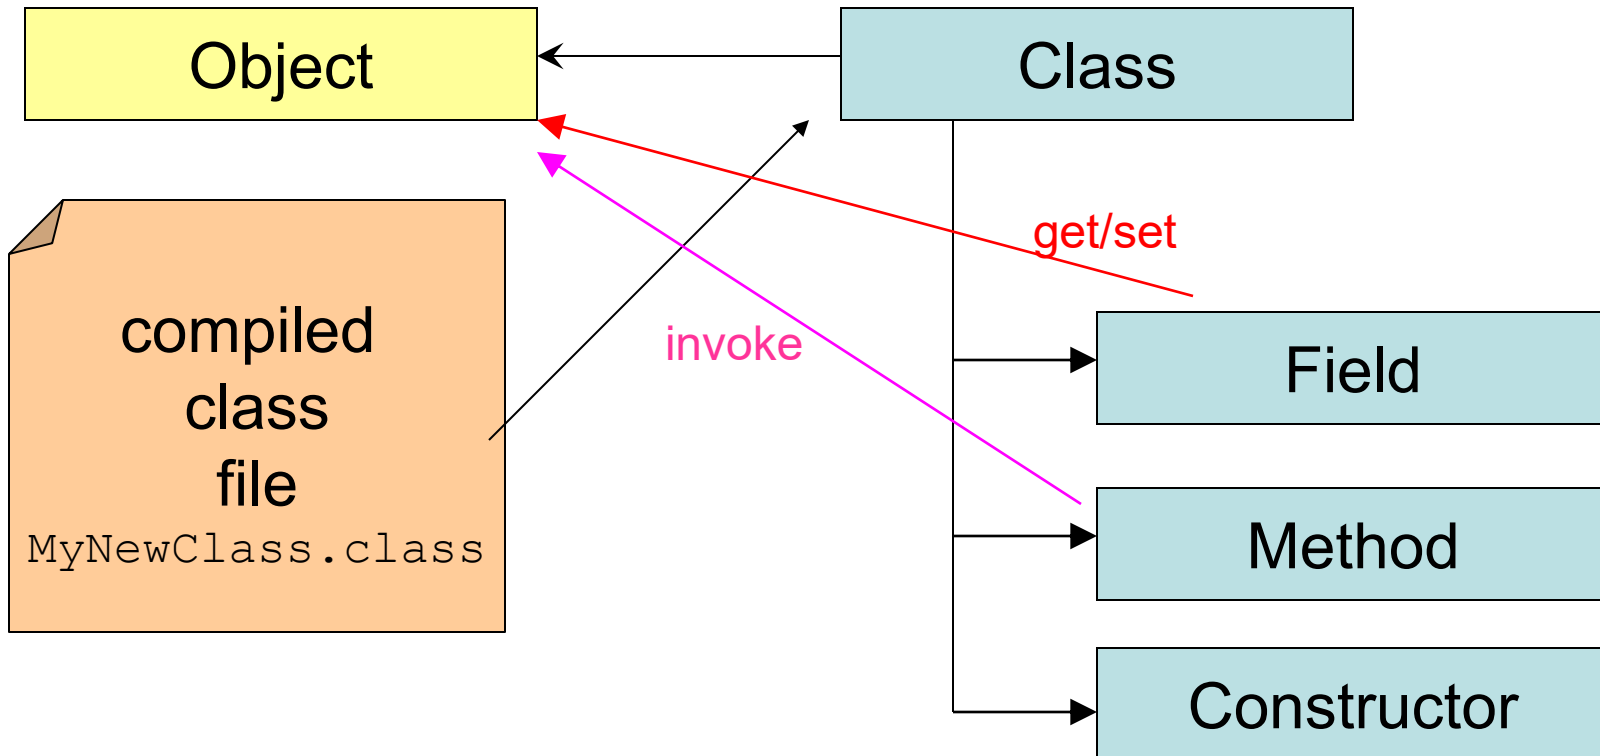 Object
Class
get/set
invoke
compiled
class
file
MyNewClass.class
Field
Method
Constructor